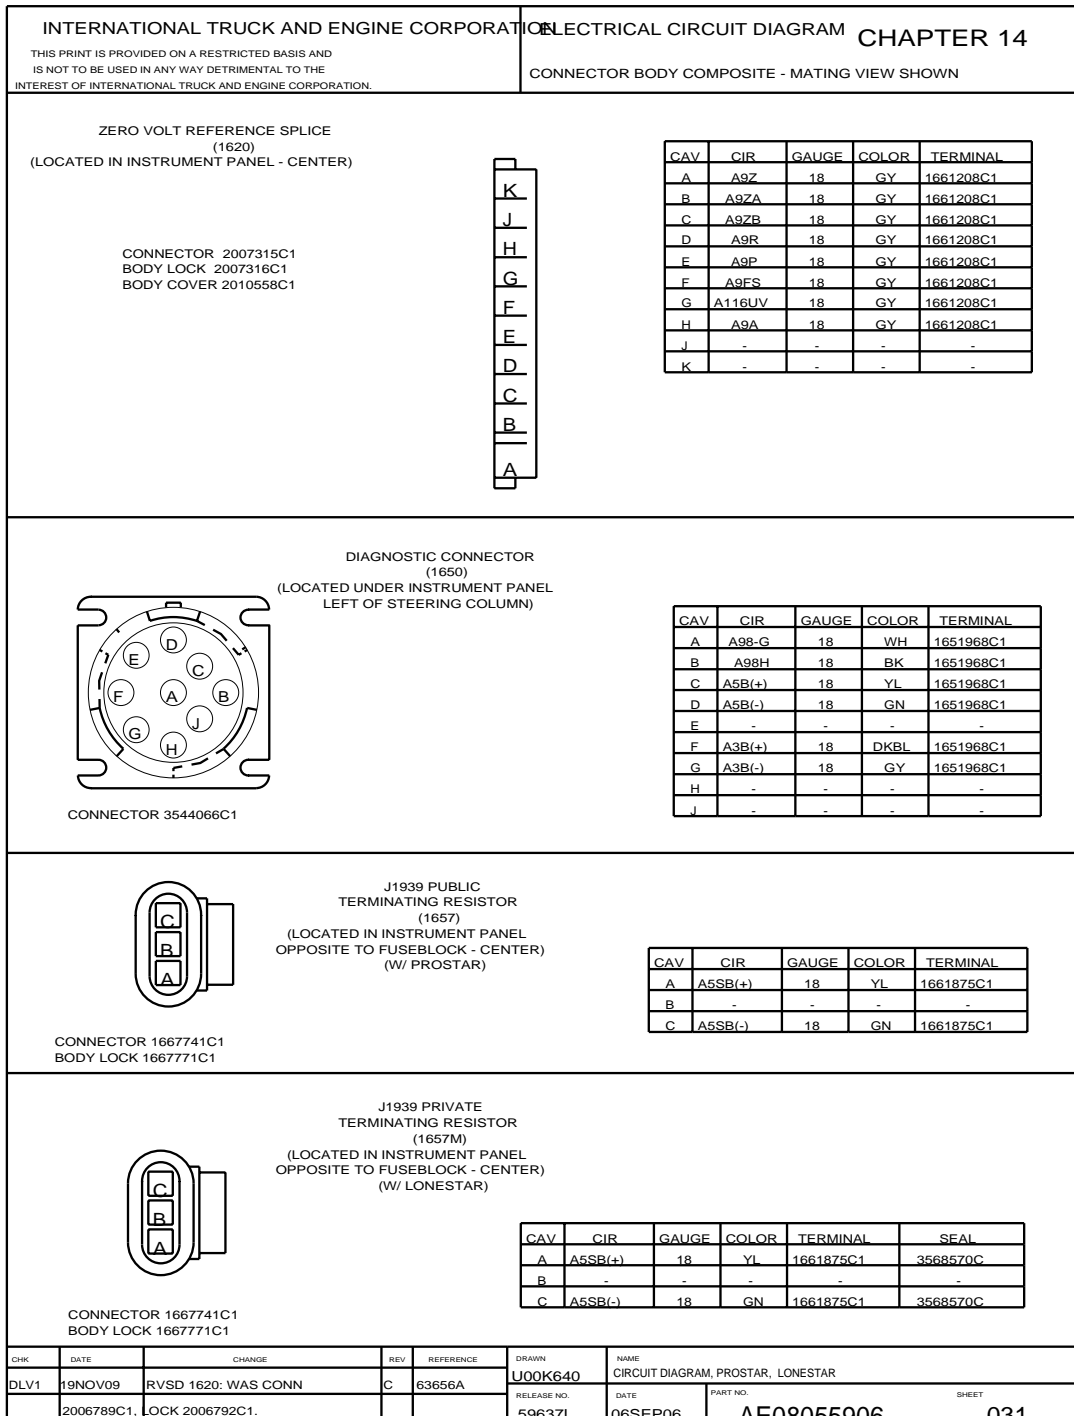 INTERNATIONAL TRUCK AND ENGINE CORPORATION
THIS PRINT IS PROVIDED ON A RESTRICTED BASIS AND
IS NOT TO BE USED IN ANY WAY DETRIMENTAL TO THE
INTEREST OF INTERNATIONAL TRUCK AND ENGINE CORPORATION.
ELECTRICAL CIRCUIT DIAGRAM CHAPTER 14
CONNECTOR BODY COMPOSITE - MATING VIEW SHOWN
ZERO VOLT REFERENCE SPLICE
(1620)
(LOCATED IN INSTRUMENT PANEL - CENTER)
CONNECTOR 2007315C1
BODY LOCK 2007316C1
BODY COVER 2010558C1
K
J
H
G
F
E
D
C
B
A
CAV CIR GAUGE COLOR TERMINAL
A A9Z 18 GY 1661208C1
B A9ZA 18 GY 1661208C1
C A9ZB 18 GY 1661208C1
D A9R 18 GY 1661208C1
E A9P 18 GY 1661208C1
F A9FS 18 GY 1661208C1
G A116UV 18 GY 1661208C1
H A9A 18 GY 1661208C1
J - - - -
K - - - -
DIAGNOSTIC CONNECTOR
(1650)
(LOCATED UNDER INSTRUMENT PANEL
LEFT OF STEERING COLUMN)
D
E
C
F
A
B
G
J
H
CONNECTOR 3544066C1
CAV CIR GAUGE COLOR TERMINAL
A A98-G 18 WH 1651968C1
B A98H 18 BK 1651968C1
C A5B(+) 18 YL 1651968C1
D A5B(-) 18 GN 1651968C1
E - - - -
F A3B(+) 18 DKBL 1651968C1
G A3B(-) 18 GY 1651968C1
H - - - -
J - - - -
J1939 PUBLIC
TERMINATING RESISTOR
(1657)
(LOCATED IN INSTRUMENT PANEL
OPPOSITE TO FUSEBLOCK - CENTER)
(W/ PROSTAR)
C
B
A
CONNECTOR 1667741C1
BODY LOCK 1667771C1
CAV CIR GAUGE COLOR TERMINAL
A A5SB(+) 18 YL 1661875C1
B - - - -
C A5SB(-) 18 GN 1661875C1
J1939 PRIVATE
TERMINATING RESISTOR
(1657M)
(LOCATED IN INSTRUMENT PANEL
OPPOSITE TO FUSEBLOCK - CENTER)
(W/ LONESTAR)
C
B
A
CONNECTOR 1667741C1
BODY LOCK 1667771C1
CAV CIR GAUGE COLOR TERMINAL SEAL
A A5SB(+) 18 YL 1661875C1 3568570C
B - - - - -
C A5SB(-) 18 GN 1661875C1 3568570C
CHK DATE CHANGE REV REFERENCE
DLV1 19NOV09 RVSD 1620: WAS CONN C 63656A
2006789C1, LOCK 2006792C1.
DRAWN
U00K640
NAME
CIRCUIT DIAGRAM, PROSTAR, LONESTAR
RELEASE NO. DATE PART NO. SHEET
59637L 06SEP06 AE08055906 031